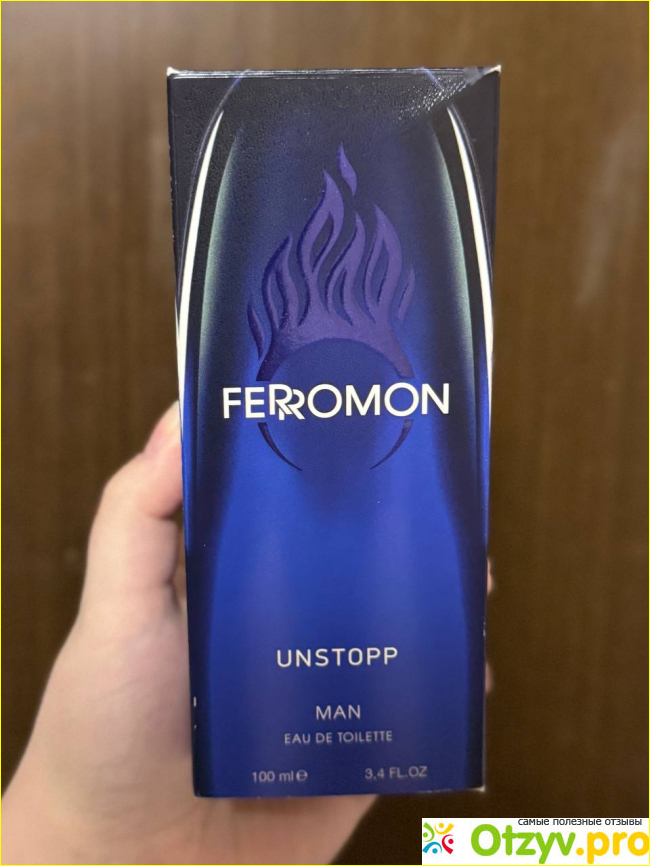 FERROMON
UNSTOPP
MAN
EAU DE TOILETTE
100 ml e 3,4 FL.OZ
самые полезные отзывы
Otzyv.pro